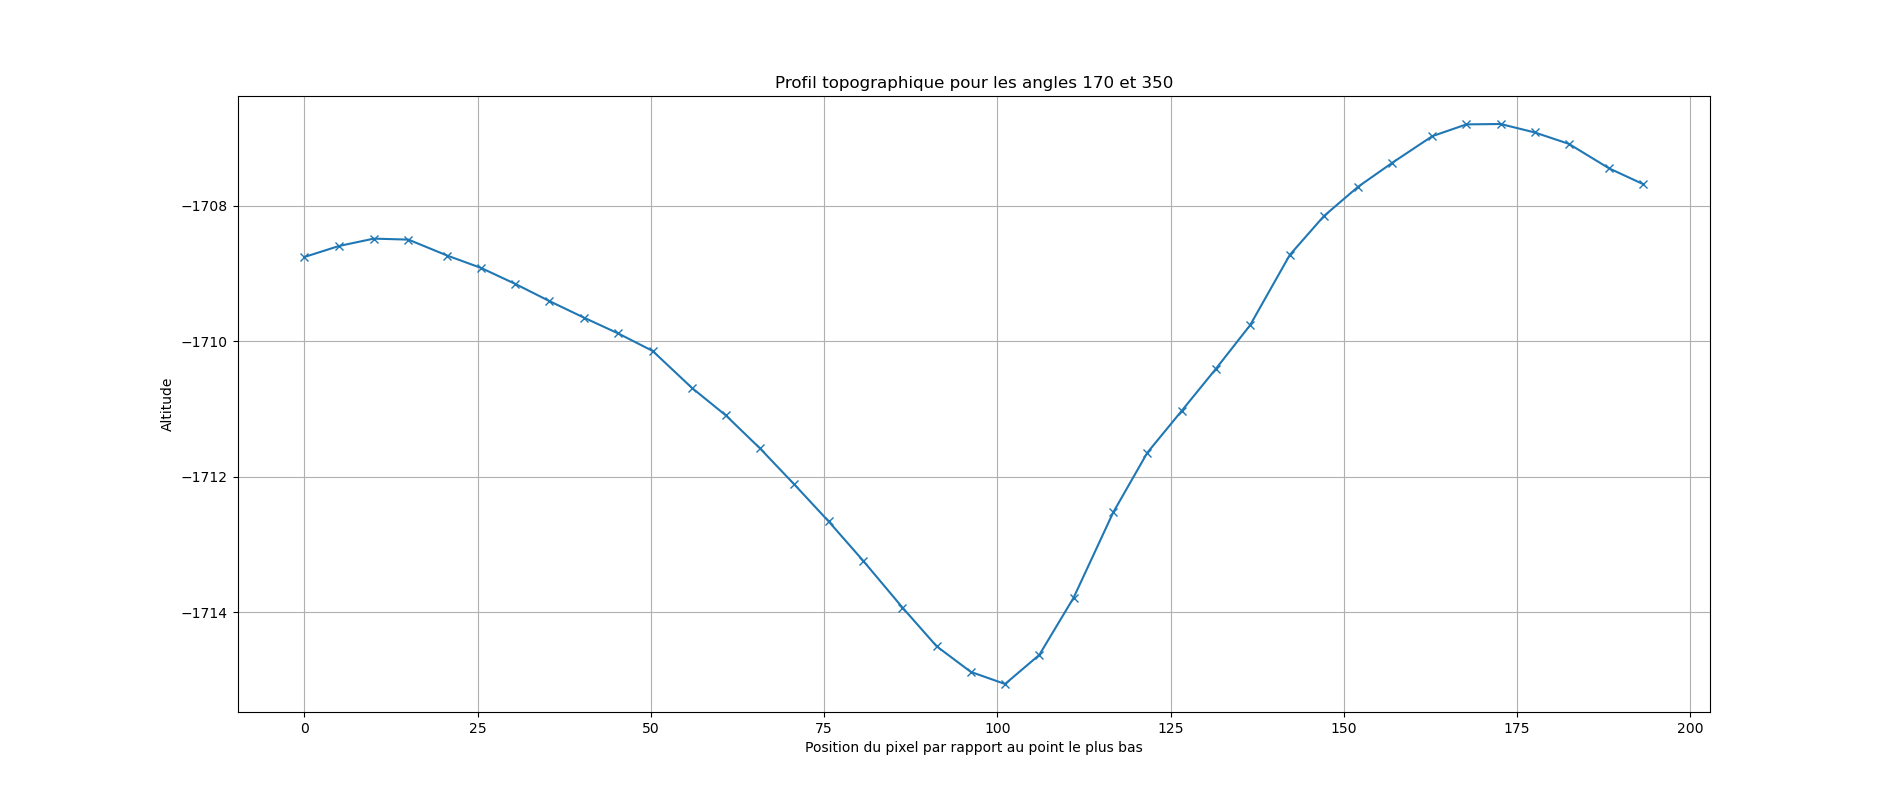 Profil topographique pour les angles 170 et 350
Altitude
−1708
−1710
−1712
−1714
0 25 50 75 100 125 150 175 200
Position du pixel par rapport au point le plus bas